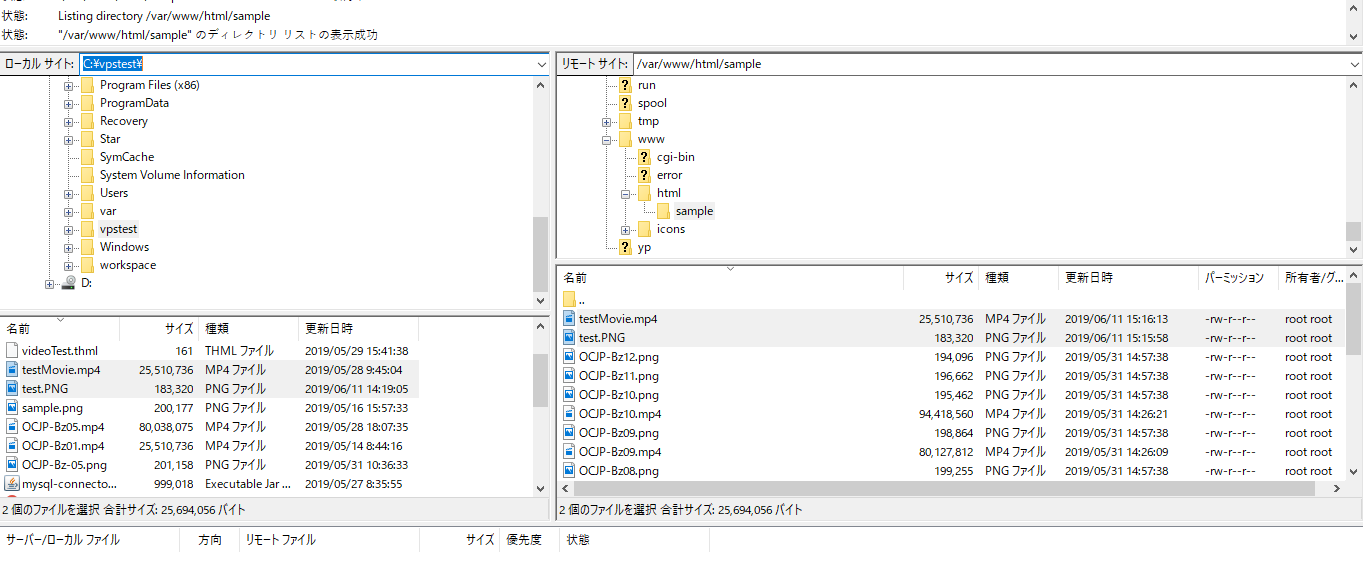 状態: Listing directory /var/www/html/sample
状態: "/var/www/html/sample" のディレクトリ リストの表示成功
ローカル サイト: C:¥vpstest¥
Program Files (x86)
ProgramData
Recovery
Star
SymCache
System Volume Information
Users
var
vpstest
Windows
workspace
D:
名前 サイズ 種類 更新日時
videoTest.thml 161 THML ファイル 2019/05/29 15:41:38
testMovie.mp4 25,510,736 MP4 ファイル 2019/05/28 9:45:04
test.PNG 183,320 PNG ファイル 2019/06/11 14:19:05
sample.png 200,177 PNG ファイル 2019/05/16 15:57:33
OCJP-Bz05.mp4 80,038,075 MP4 ファイル 2019/05/28 18:07:35
OCJP-Bz01.mp4 25,510,736 MP4 ファイル 2019/05/14 8:44:16
OCJP-Bz-05.png 201,158 PNG ファイル 2019/05/31 10:36:33
mysql-connecto... 999,018 Executable Jar ... 2019/05/27 8:35:55
2 個のファイルを選択 合計サイズ: 25,694,056 バイト
リモート サイト: /var/www/html/sample
run
spool
tmp
www
cgi-bin
error
html
sample
icons
yp
名前 サイズ 種類 更新日時 パーミッション 所有者/グ...
..
testMovie.mp4 25,510,736 MP4 ファイル 2019/06/11 15:16:13 -rw-r--r-- root root
test.PNG 183,320 PNG ファイル 2019/06/11 15:15:58 -rw-r--r-- root root
OCJP-Bz12.png 194,096 PNG ファイル 2019/05/31 14:57:38 -rw-r--r-- root root
OCJP-Bz11.png 196,662 PNG ファイル 2019/05/31 14:57:38 -rw-r--r-- root root
OCJP-Bz10.png 195,462 PNG ファイル 2019/05/31 14:57:38 -rw-r--r-- root root
OCJP-Bz10.mp4 94,418,560 MP4 ファイル 2019/05/31 14:26:21 -rw-r--r-- root root
OCJP-Bz09.png 198,864 PNG ファイル 2019/05/31 14:57:38 -rw-r--r-- root root
OCJP-Bz09.mp4 80,127,812 MP4 ファイル 2019/05/31 14:26:09 -rw-r--r-- root root
OCJP-Bz08.png 199,255 PNG ファイル 2019/05/31 14:57:38 -rw-r--r-- root root
2 個のファイルを選択 合計サイズ: 25,694,056 バイト
サーバー/ローカル ファイル 方向 リモート ファイル サイズ 優先度 状態